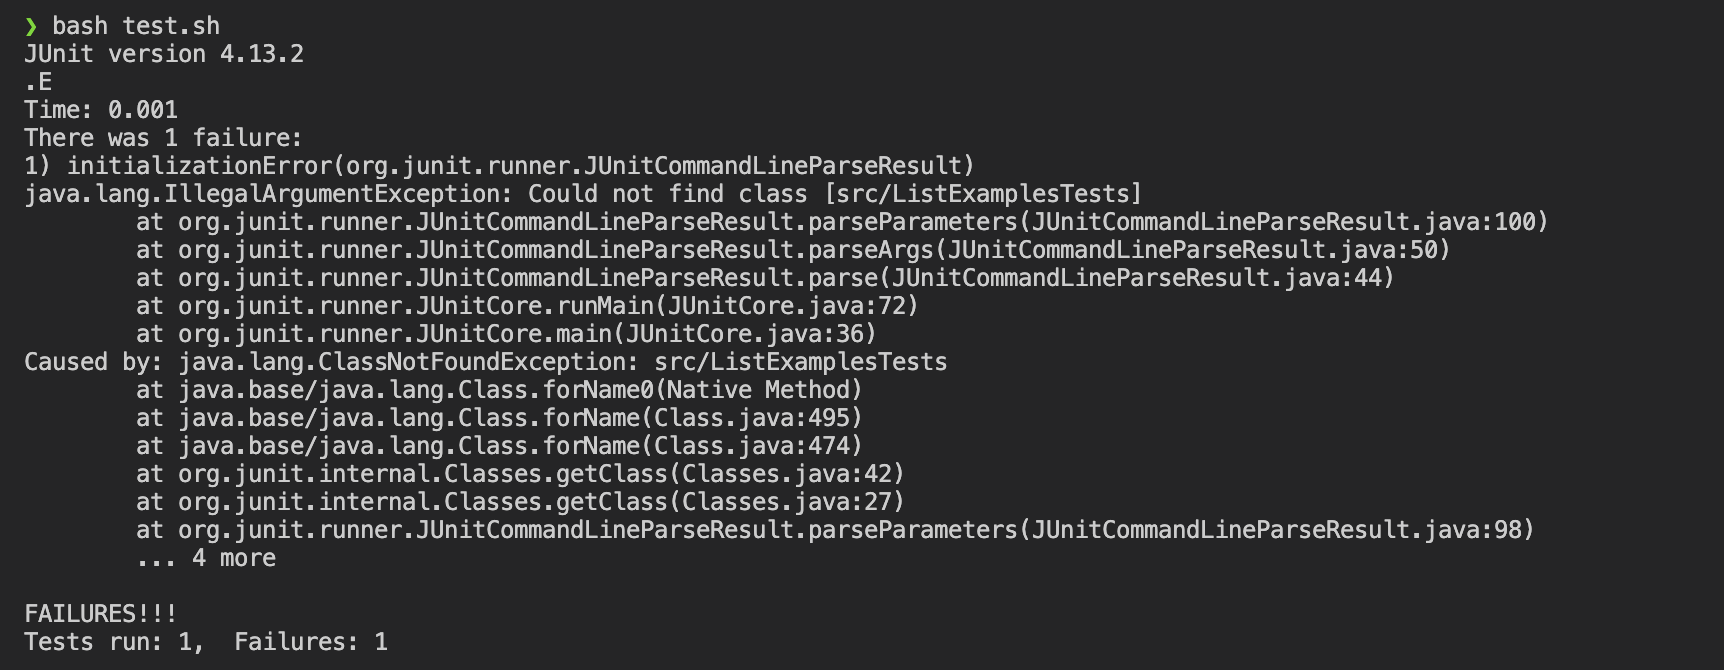 ❯ bash test.sh
JUnit version 4.13.2
.E
Time: 0.001
There was 1 failure:
1) initializationError(org.junit.runner.JUnitCommandLineParseResult)
java.lang.IllegalArgumentException: Could not find class [src/ListExamplesTests]
        at org.junit.runner.JUnitCommandLineParseResult.parseParameters(JUnitCommandLineParseResult.java:100)
        at org.junit.runner.JUnitCommandLineParseResult.parseArgs(JUnitCommandLineParseResult.java:50)
        at org.junit.runner.JUnitCommandLineParseResult.parse(JUnitCommandLineParseResult.java:44)
        at org.junit.runner.JUnitCore.runMain(JUnitCore.java:72)
        at org.junit.runner.JUnitCore.main(JUnitCore.java:36)
Caused by: java.lang.ClassNotFoundException: src/ListExamplesTests
        at java.base/java.lang.Class.forName0(Native Method)
        at java.base/java.lang.Class.forName(Class.java:495)
        at java.base/java.lang.Class.forName(Class.java:474)
        at org.junit.internal.Classes.getClass(Classes.java:42)
        at org.junit.internal.Classes.getClass(Classes.java:27)
        at org.junit.runner.JUnitCommandLineParseResult.parseParameters(JUnitCommandLineParseResult.java:98)
        ... 4 more

FAILURES!!!
Tests run: 1,  Failures: 1